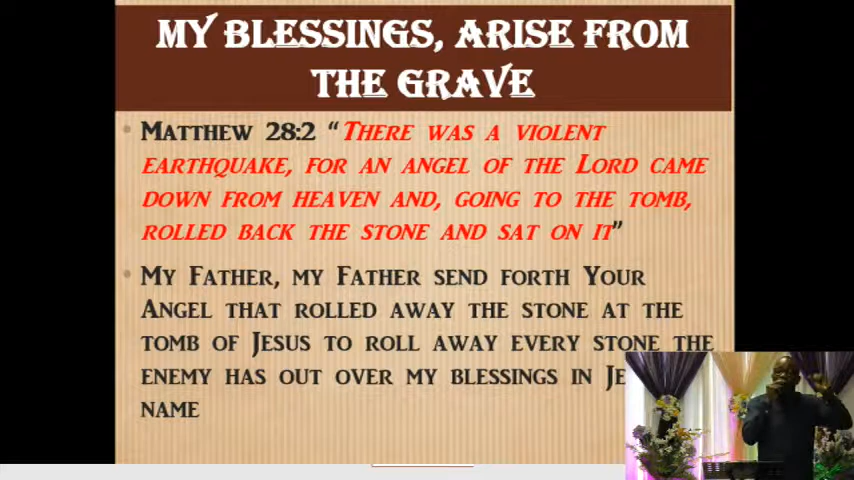 MY BLESSINGS, ARISE FROM
THE GRAVE
MATTHEW 28:2 “THERE WAS A VIOLENT
EARTHQUAKE, FOR AN ANGEL OF THE LORD CAME
DOWN FROM HEAVEN AND, GOING TO THE TOMB,
ROLLED BACK THE STONE AND SAT ON IT”
MY FATHER, MY FATHER SEND FORTH YOUR
ANGEL THAT ROLLED AWAY THE STONE AT THE
TOMB OF JESUS TO ROLL AWAY EVERY STONE THE
ENEMY HAS OUT OVER MY BLESSINGS IN
NAME